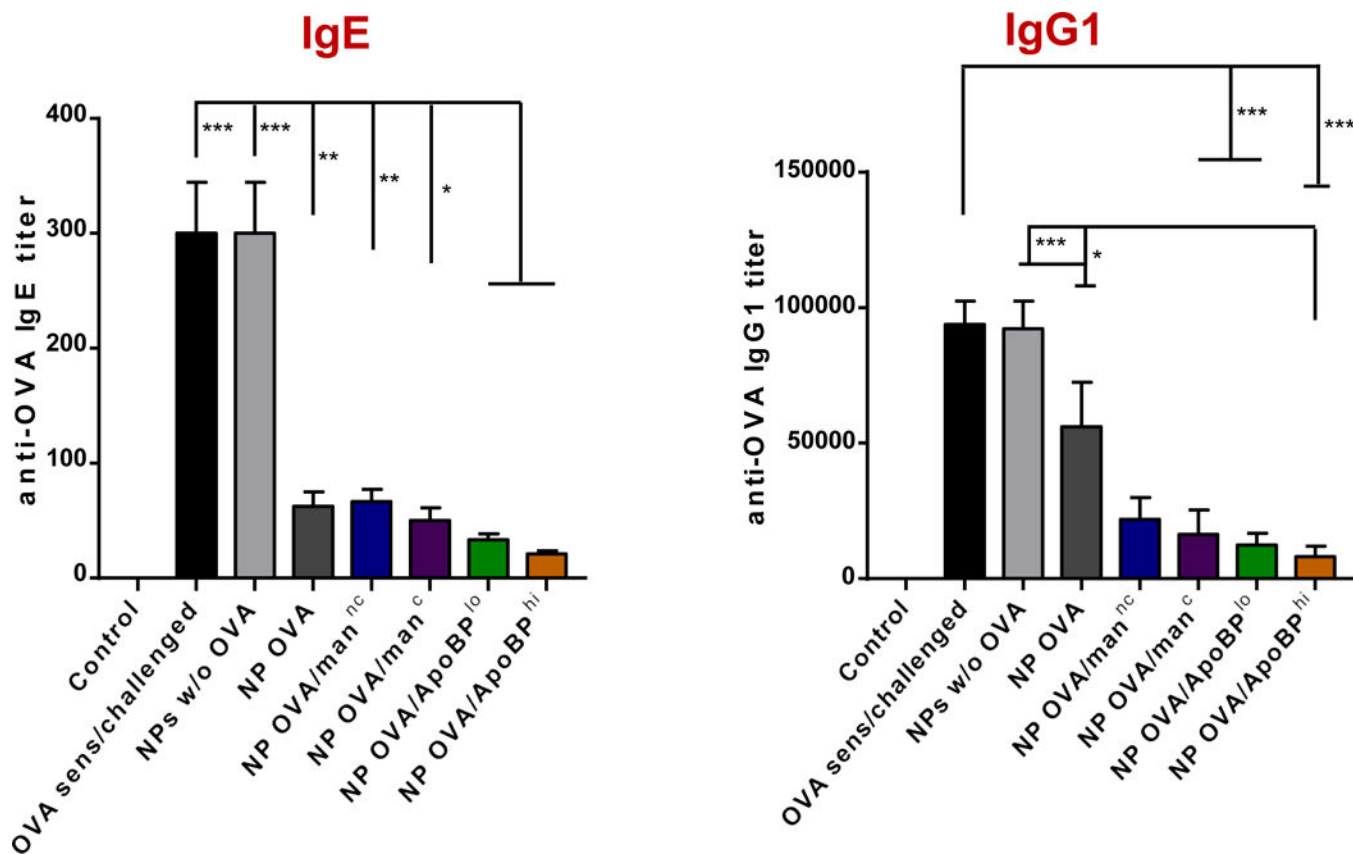 IgE
anti-OVA IgE titer
400
300
200
100
0
***
***
**
**
*
Control
OVA sens/challenged
NPs w/o OVA
NP OVA
NP OVA/man^nc
NP OVA/man^c
NP OVA/ApoBP^lo
NP OVA/ApoBP^hi
IgG1
anti-OVA IgG1 titer
150000
100000
50000
0
***
***
***
*
Control
OVA sens/challenged
NPs w/o OVA
NP OVA
NP OVA/man^nc
NP OVA/man^c
NP OVA/ApoBP^lo
NP OVA/ApoBP^hi